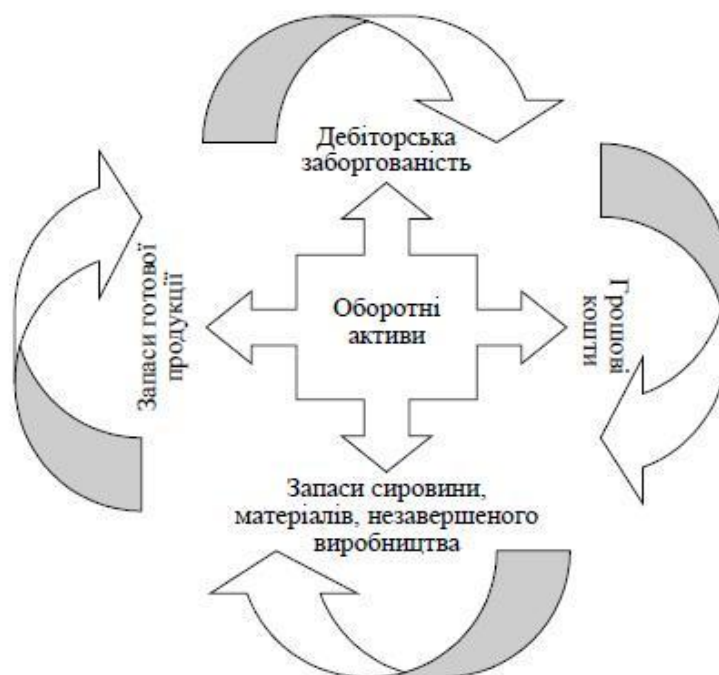 Дебіторська
заборгованість
Запаси готової
продукції
Оборотні
активи
Грошові
кошти
Запаси сировини,
матеріалів, незавершеного
виробництва